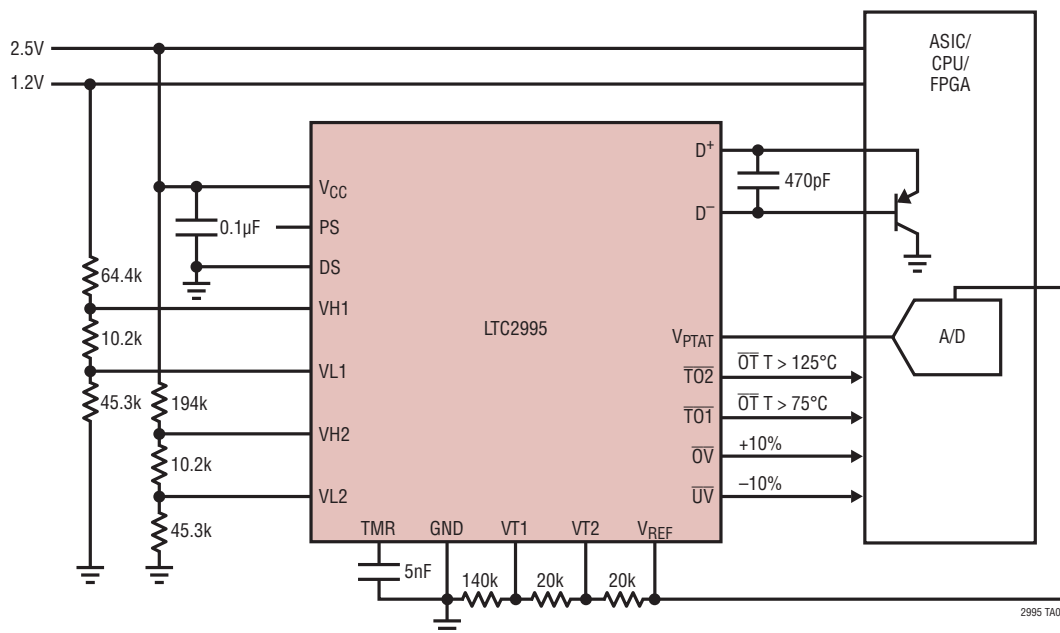 2.5V
1.2V
ASIC/
CPU/
FPGA
D+
470pF
D−
VCC
0.1µF
PS
DS
64.4k
VH1
10.2k
VL1
45.3k
194k
VH2
10.2k
VL2
45.3k
LTC2995
VPTAT
A/D
TO2
OT T > 125°C
TO1
OT T > 75°C
OV
+10%
UV
–10%
TMR GND VT1 VT2 VREF
5nF
140k 20k 20k
2995 TA0